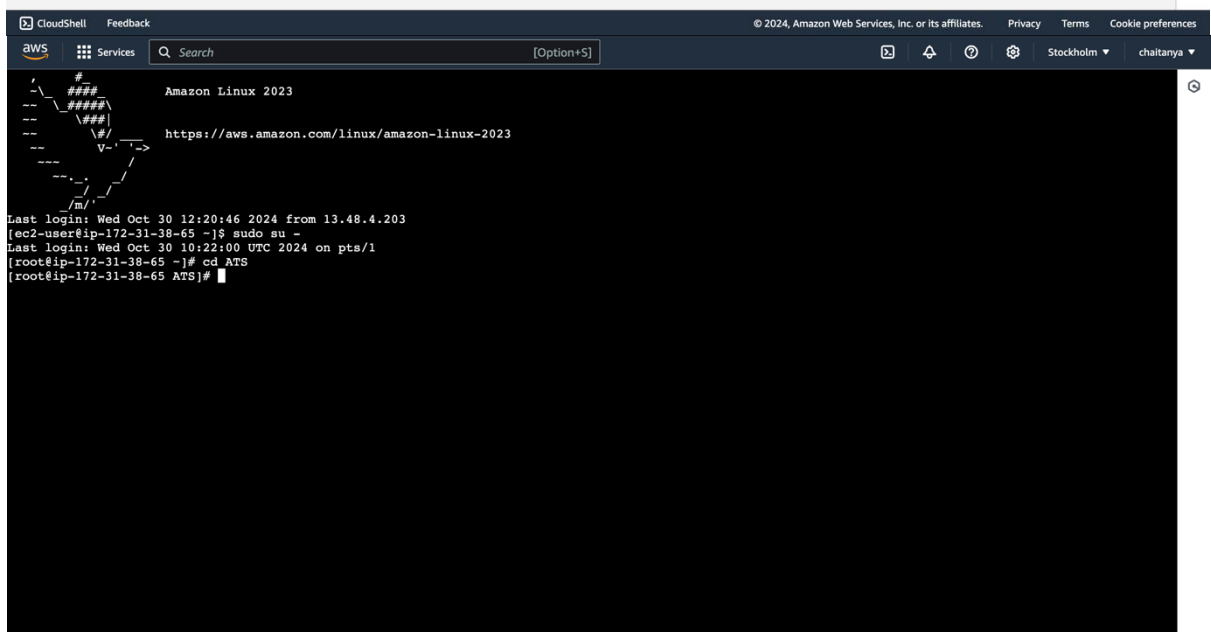 CloudShell Feedback © 2024, Amazon Web Services, Inc. or its affiliates. Privacy Terms Cookie preferences
aws Services Search [Option+S] Stockholm ▼ chaitanya ▼
   ,     #_
   ~\_  ####_        Amazon Linux 2023
  ~~  \_#####\
  ~~     \###|
  ~~       \#/ ___   https://aws.amazon.com/linux/amazon-linux-2023
   ~~       V~' '->
    ~~~         /
      ~~._.   _/
         _/ _/
       _/m/'
Last login: Wed Oct 30 12:20:46 2024 from 13.48.4.203
[ec2-user@ip-172-31-38-65 ~]$ sudo su -
Last login: Wed Oct 30 10:22:00 UTC 2024 on pts/1
[root@ip-172-31-38-65 ~]# cd ATS
[root@ip-172-31-38-65 ATS]#